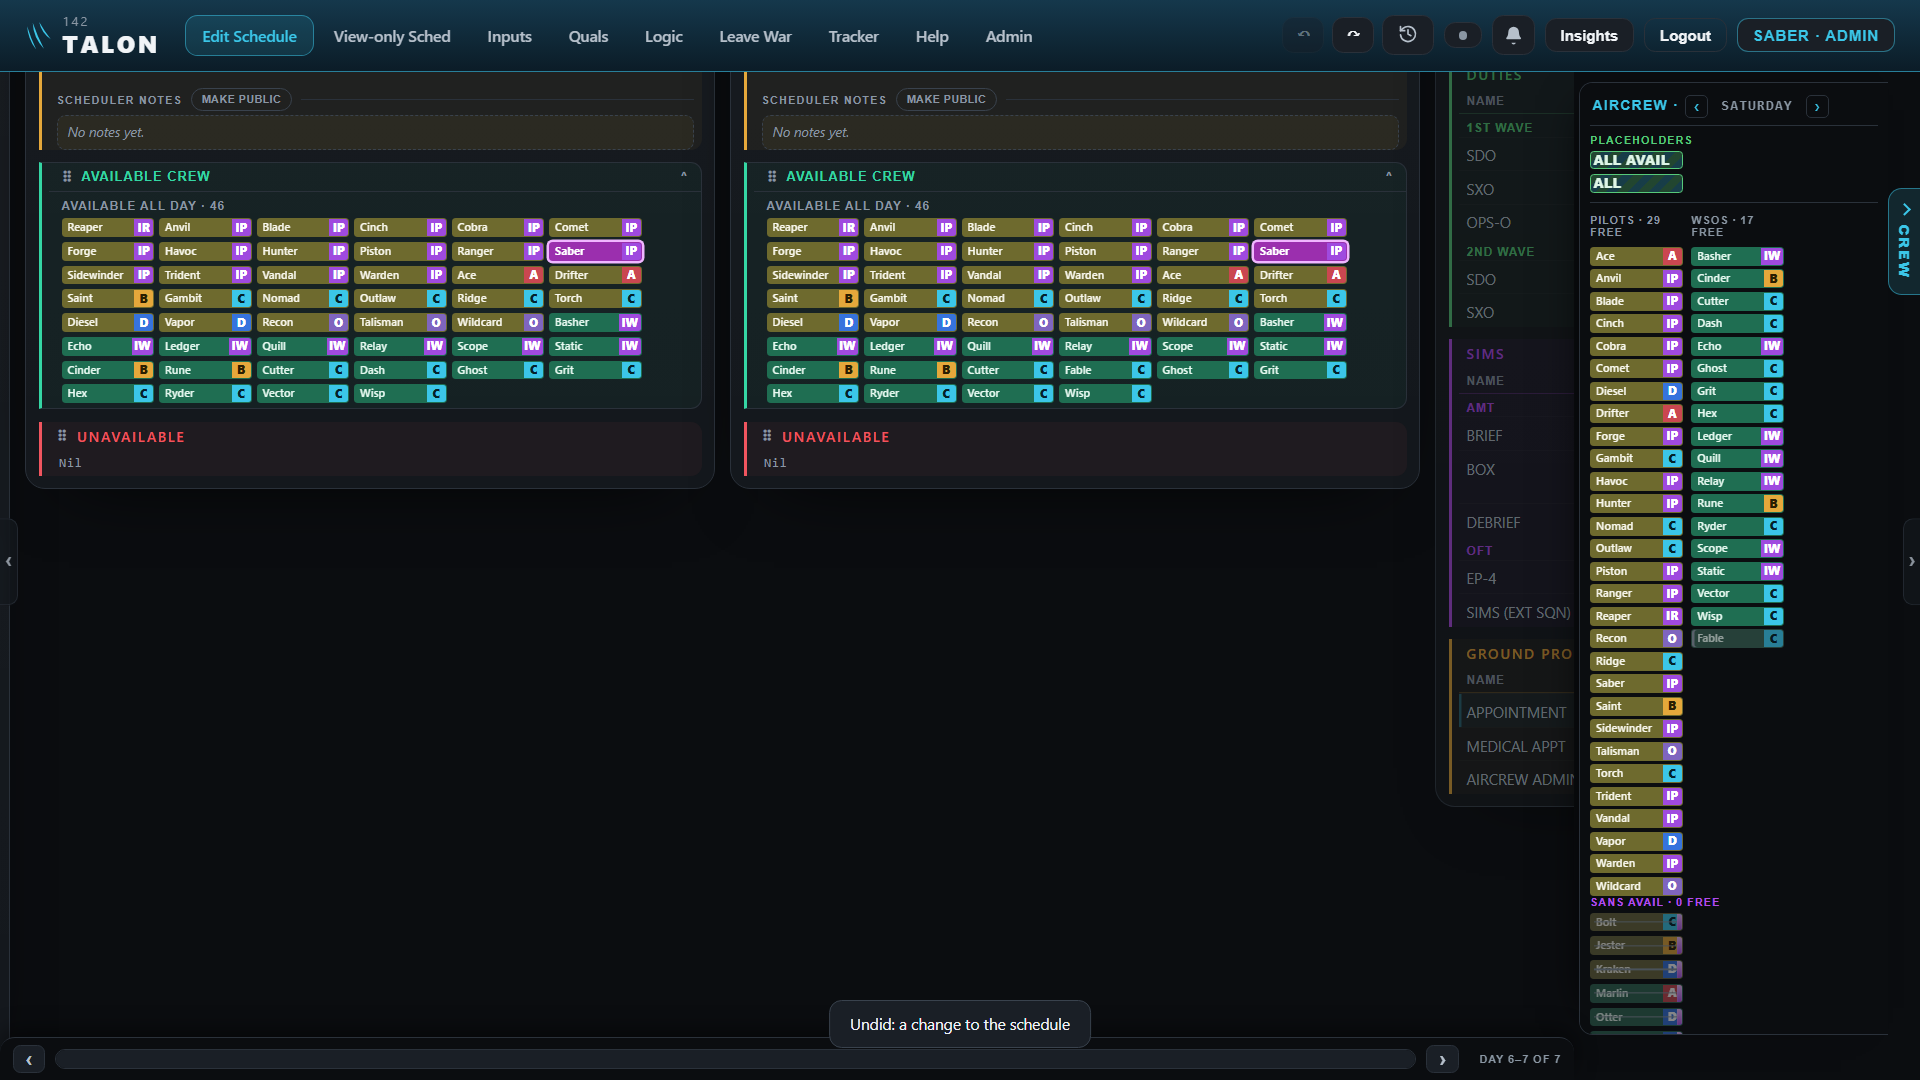 142
TALON
Edit Schedule
View-only Sched
Inputs
Quals
Logic
Leave War
Tracker
Help
Admin
Insights
Logout
SABER · ADMIN
SCHEDULER NOTES
MAKE PUBLIC
No notes yet.
AVAILABLE CREW
AVAILABLE ALL DAY · 46
Reaper IR Anvil IP Blade IP Cinch IP Cobra IP Comet IP
Forge IP Havoc IP Hunter IP Piston IP Ranger IP Saber IP
Sidewinder IP Trident IP Vandal IP Warden IP Ace A Drifter A
Saint B Gambit C Nomad C Outlaw C Ridge C Torch C
Diesel D Vapor D Recon O Talisman O Wildcard O Basher IW
Echo IW Ledger IW Quill IW Relay IW Scope IW Static IW
Cinder B Rune B Cutter C Dash C Ghost C Grit C
Hex C Ryder C Vector C Wisp C
UNAVAILABLE
Nil
SCHEDULER NOTES
MAKE PUBLIC
No notes yet.
AVAILABLE CREW
AVAILABLE ALL DAY · 46
Reaper IR Anvil IP Blade IP Cinch IP Cobra IP Comet IP
Forge IP Havoc IP Hunter IP Piston IP Ranger IP Saber IP
Sidewinder IP Trident IP Vandal IP Warden IP Ace A Drifter A
Saint B Gambit C Nomad C Outlaw C Ridge C Torch C
Diesel D Vapor D Recon O Talisman O Wildcard O Basher IW
Echo IW Ledger IW Quill IW Relay IW Scope IW Static IW
Cinder B Rune B Cutter C Fable C Ghost C Grit C
Hex C Ryder C Vector C Wisp C
UNAVAILABLE
Nil
DUTIES
NAME
1ST WAVE
SDO
SXO
OPS-O
2ND WAVE
SDO
SXO
SIMS
NAME
AMT
BRIEF
BOX
DEBRIEF
OFT
EP-4
SIMS (EXT SQN)
GROUND PRO
NAME
APPOINTMENT
MEDICAL APPT
AIRCREW ADMIN
AIRCREW ·
SATURDAY
PLACEHOLDERS
ALL AVAIL
ALL
PILOTS · 29 FREE
Ace A
Anvil IP
Blade IP
Cinch IP
Cobra IP
Comet IP
Diesel D
Drifter A
Forge IP
Gambit C
Havoc IP
Hunter IP
Nomad C
Outlaw C
Piston IP
Ranger IP
Reaper IR
Recon O
Ridge C
Saber IP
Saint B
Sidewinder IP
Talisman O
Torch C
Trident IP
Vandal IP
Vapor D
Warden IP
Wildcard O
WSOS · 17 FREE
Basher IW
Cinder B
Cutter C
Dash C
Echo IW
Ghost C
Grit C
Hex C
Ledger IW
Quill IW
Relay IW
Rune B
Ryder C
Scope IW
Static IW
Vector C
Wisp C
Fable C
SANS AVAIL · 0 FREE
Bolt C
Jester B
Kraken D
Marlin A
Otter D
CREW
Undid: a change to the schedule
DAY 6–7 OF 7